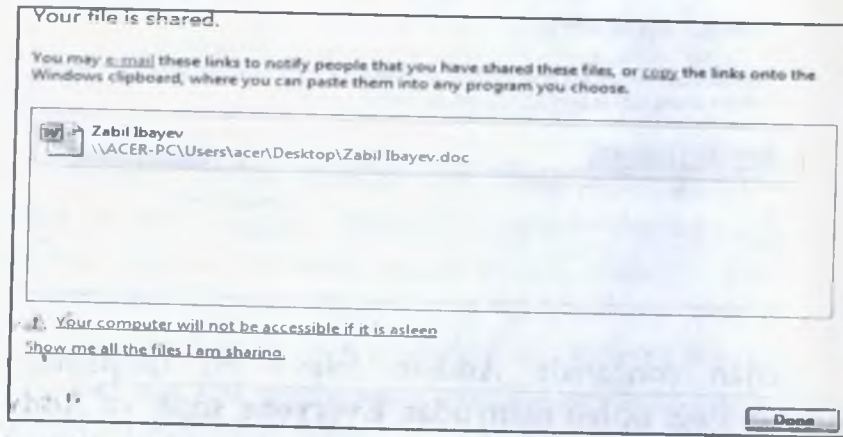 Your file is shared.
You may e-mail these links to notify people that you have shared these files, or copy the links onto the
Windows clipboard, where you can paste them into any program you choose.
Zabil Ibayev
\\ACER-PC\Users\acer\Desktop\Zabil Ibayev.doc
Your computer will not be accessible if it is asleep
Show me all the files I am sharing.
Done